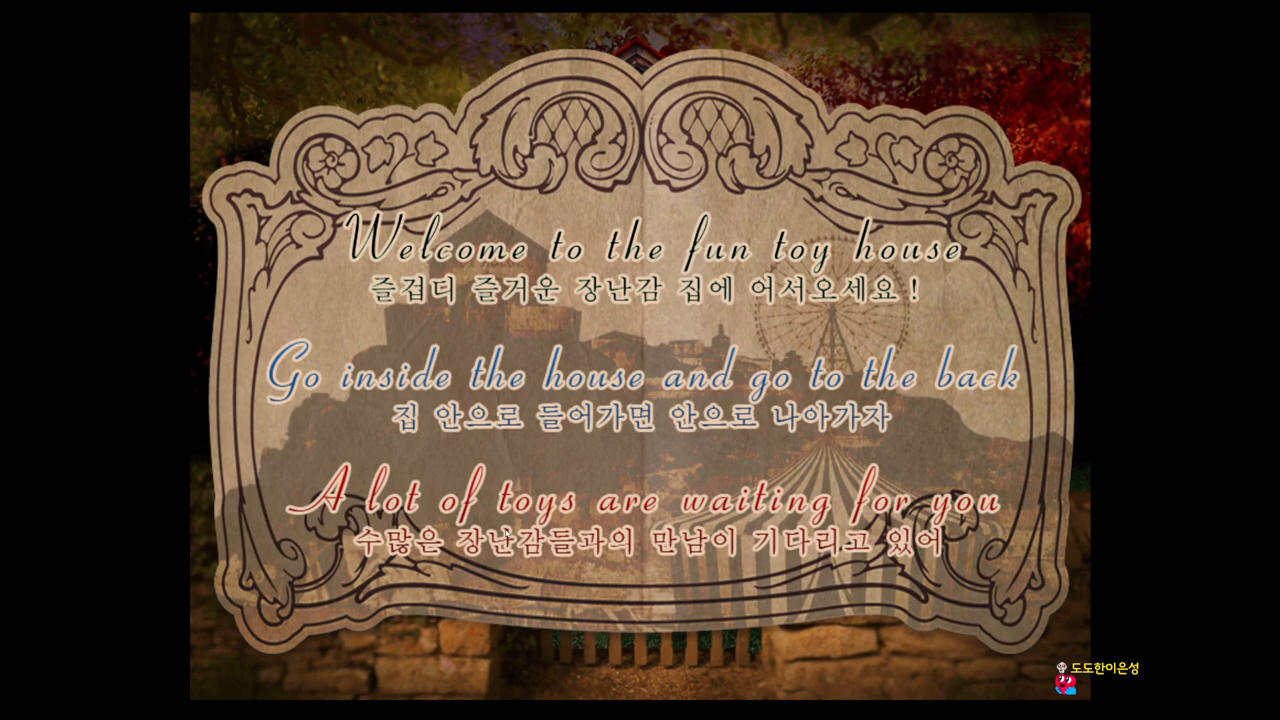 Welcome to the fun toy house
즐겁디 즐거운 장난감 집에 어서오세요!
Go inside the house and go to the back
집 안으로 들어가면 안으로 나아가자
A lot of toys are waiting for you
수많은 장난감들과의 만남이 기다리고 있어
도도한이은성